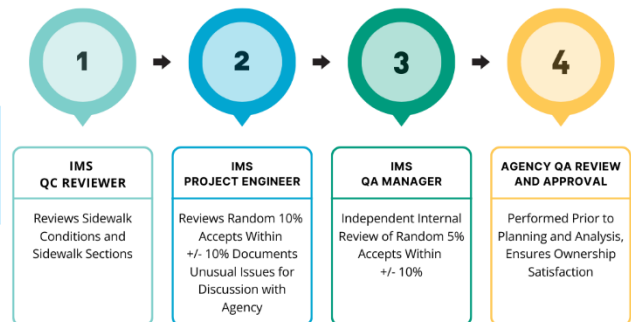 1
2
3
4
IMS
QC REVIEWER
Reviews Sidewalk
Conditions and
Sidewalk Sections
IMS
PROJECT ENGINEER
Reviews Random 10%
Accepts Within
+/- 10% Documents
Unusual Issues for
Discussion with
Agency
IMS
QA MANAGER
Independent Internal
Review of Random 5%
Accepts Within
+/- 10%
AGENCY QA REVIEW
AND APPROVAL
Performed Prior to
Planning and Analysis,
Ensures Ownership
Satisfaction